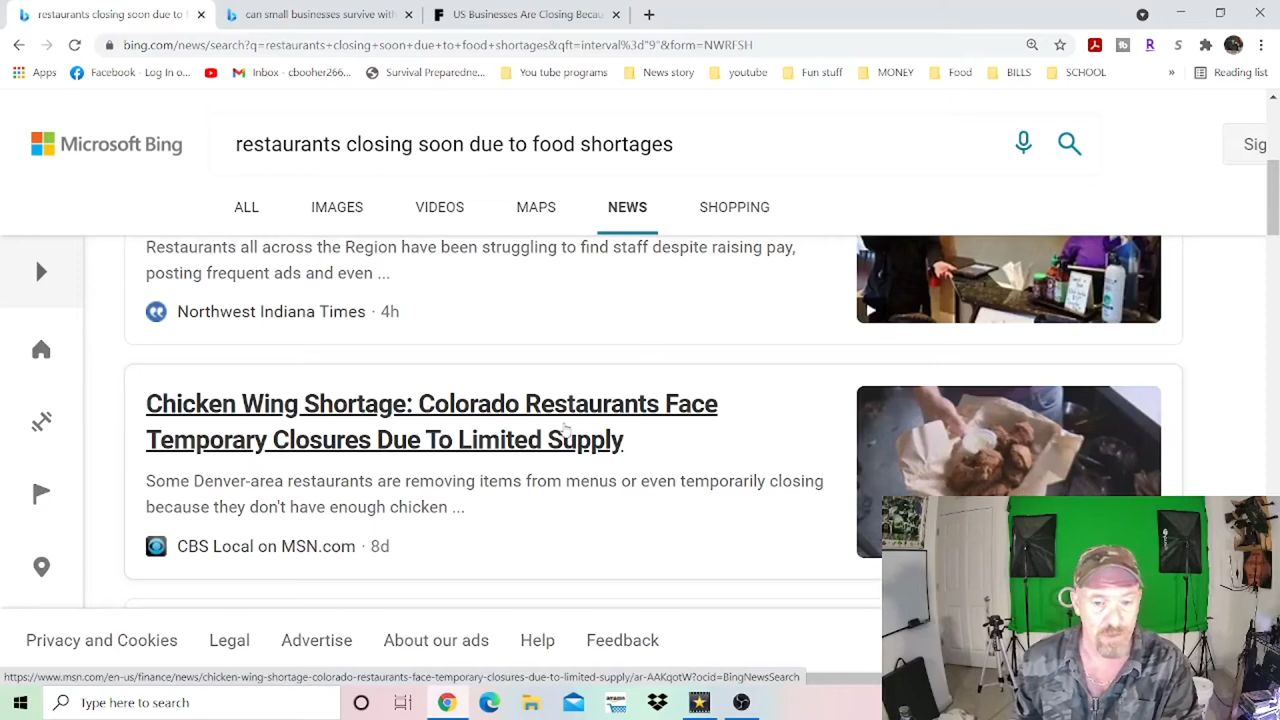 restaurants closing soon due to f
can small businesses survive with
US Businesses Are Closing Becau
bing.com/news/search?q=restaurants+closing+soon+due+to+food+shortages&qft=interval%3d"9"&form=NWRFSH
Apps
Facebook - Log In o...
Inbox - cbooher266...
Survival Preparedne...
You tube programs
News story
youtube
Fun stuff
MONEY
Food
BILLS
SCHOOL
»
Reading list
Microsoft Bing
restaurants closing soon due to food shortages
Sig
ALL
IMAGES
VIDEOS
MAPS
NEWS
SHOPPING
Restaurants all across the Region have been struggling to find staff despite raising pay,
posting frequent ads and even ...
Northwest Indiana Times · 4h
Chicken Wing Shortage: Colorado Restaurants Face
Temporary Closures Due To Limited Supply
Some Denver-area restaurants are removing items from menus or even temporarily closing
because they don't have enough chicken ...
CBS Local on MSN.com · 8d
Privacy and Cookies
Legal
Advertise
About our ads
Help
Feedback
https://www.msn.com/en-us/finance/news/chicken-wing-shortage-colorado-restaurants-face-temporary-closures-due-to-limited-supply/ar-AAKqotW?ocid=BingNewsSearch
Type here to search
amazon